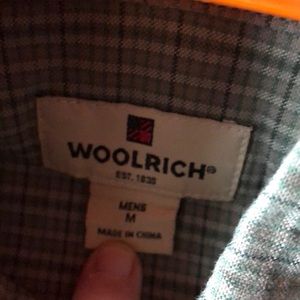 WOOLRICH®
EST. 1830
MENS
M
MADE IN CHINA